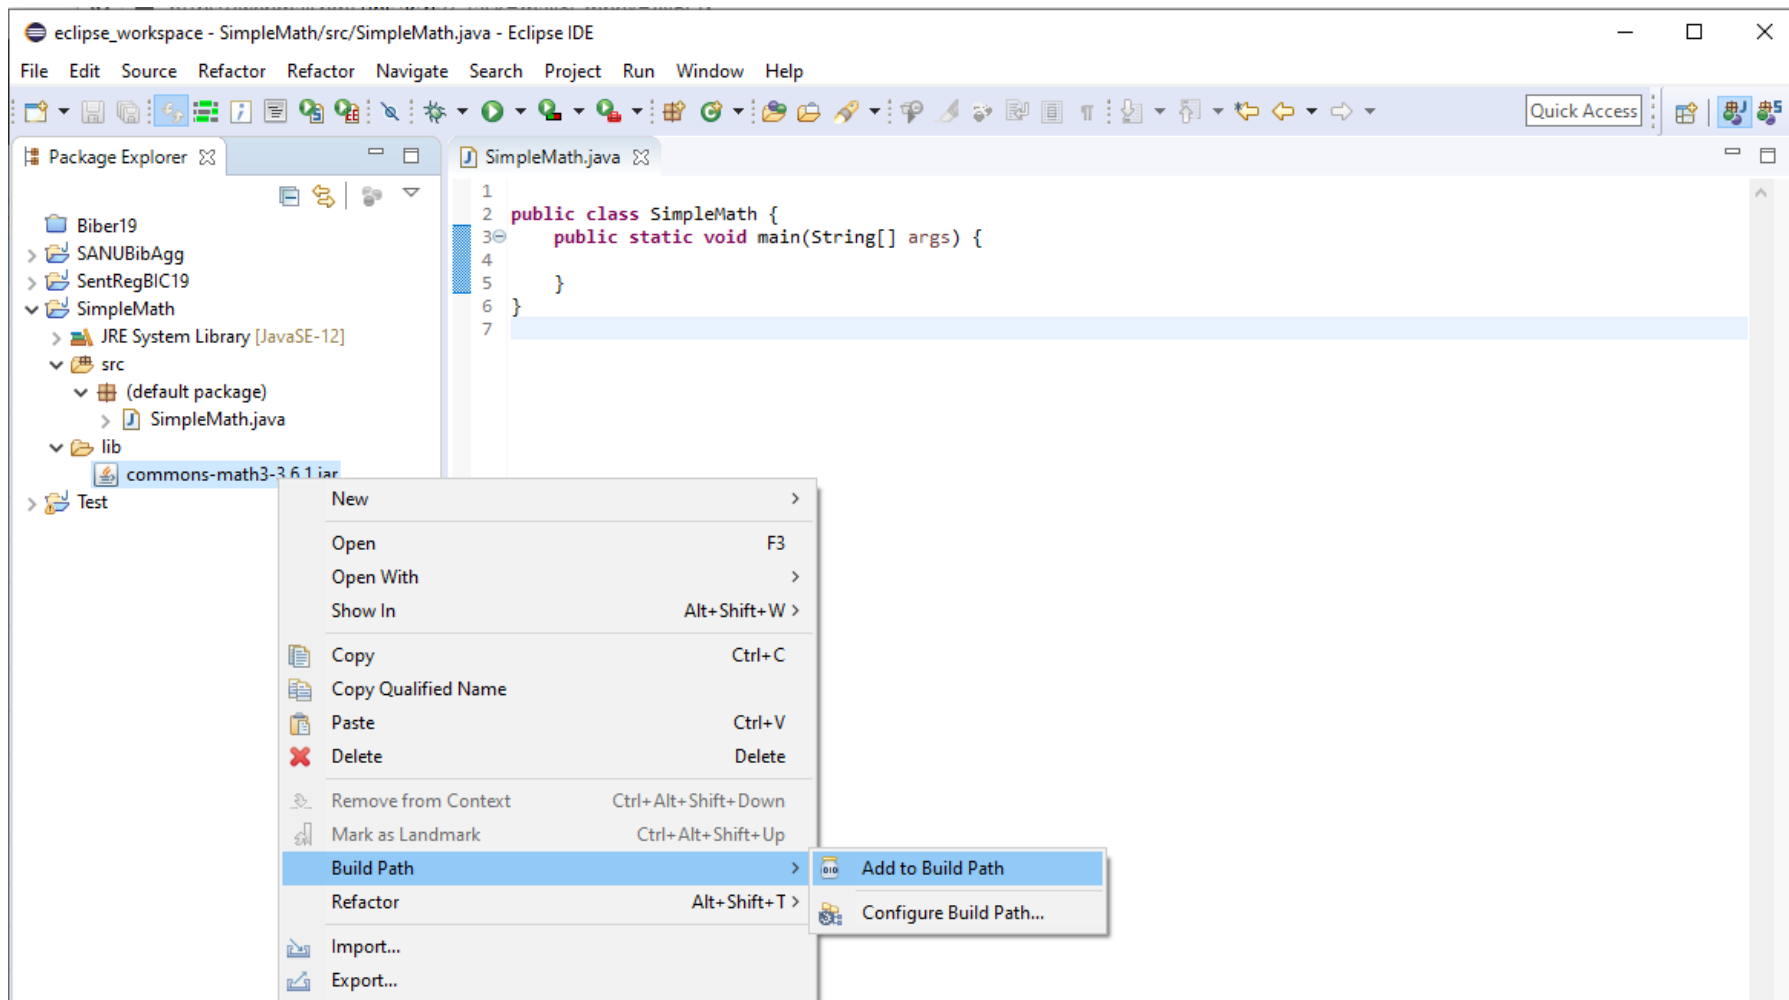 eclipse_workspace - SimpleMath/src/SimpleMath.java - Eclipse IDE
File Edit Source Refactor Refactor Navigate Search Project Run Window Help
Quick Access
Package Explorer
SimpleMath.java
Biber19
SANUBibAgg
SentRegBIC19
SimpleMath
JRE System Library [JavaSE-12]
src
(default package)
SimpleMath.java
lib
commons-math3-3.6.1.jar
Test
1
2 public class SimpleMath {
3 public static void main(String[] args) {
4
5 }
6 }
7
New
Open F3
Open With
Show In Alt+Shift+W
Copy Ctrl+C
Copy Qualified Name
Paste Ctrl+V
Delete Delete
Remove from Context Ctrl+Alt+Shift+Down
Mark as Landmark Ctrl+Alt+Shift+Up
Build Path
Refactor Alt+Shift+T
Import...
Export...
Add to Build Path
Configure Build Path...